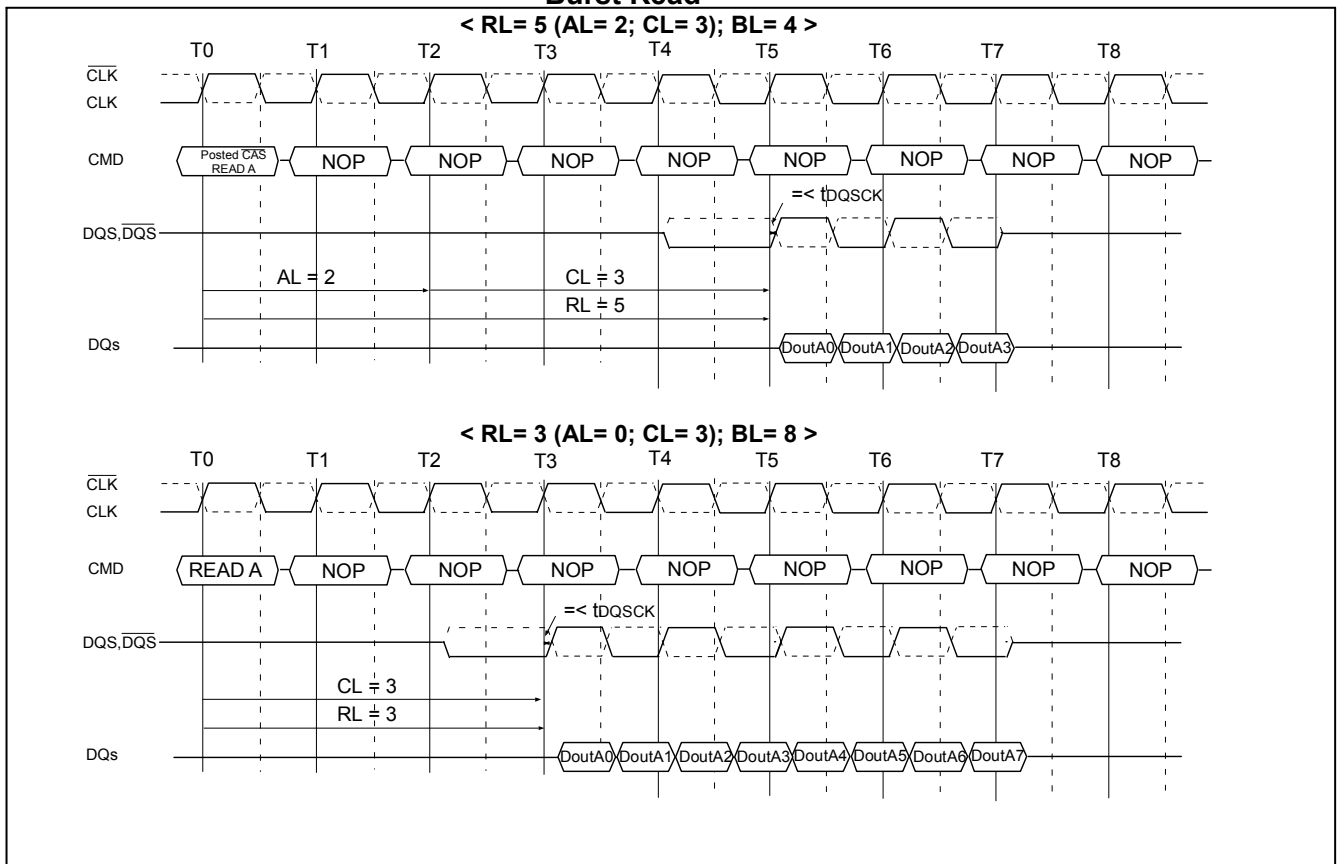 Burst Read
< RL= 5 (AL= 2; CL= 3); BL= 4 >
T0 T1 T2 T3 T4 T5 T6 T7 T8
CLK
CLK
CMD Posted CAS READ A NOP NOP NOP NOP NOP NOP NOP NOP
=< tDQSCK
DQS,DQS
AL = 2 CL = 3
RL = 5
DQs DoutA0 DoutA1 DoutA2 DoutA3
< RL= 3 (AL= 0; CL= 3); BL= 8 >
T0 T1 T2 T3 T4 T5 T6 T7 T8
CLK
CLK
CMD READ A NOP NOP NOP NOP NOP NOP NOP NOP
=< tDQSCK
DQS,DQS
CL = 3
RL = 3
DQs DoutA0 DoutA1 DoutA2 DoutA3 DoutA4 DoutA5 DoutA6 DoutA7